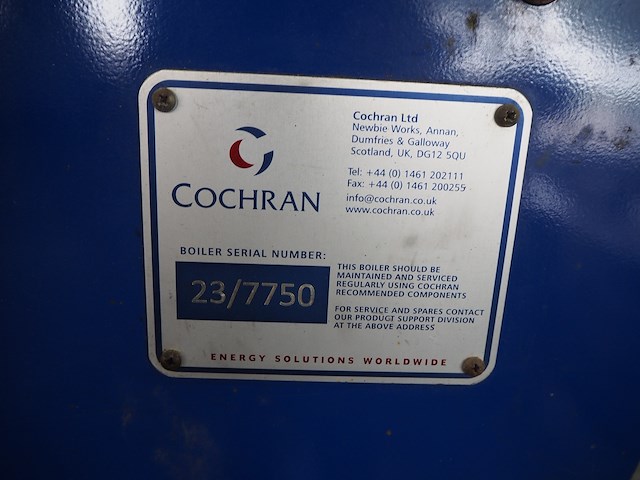 COCHRAN
Cochran Ltd
Newbie Works, Annan,
Dumfries & Galloway
Scotland, UK, DG12 5QU
Tel: +44 (0) 1461 202111
Fax: +44 (0) 1461 200255
info@cochran.co.uk
www.cochran.co.uk
BOILER SERIAL NUMBER:
23/7750
THIS BOILER SHOULD BE
MAINTAINED AND SERVICED
REGULARLY USING COCHRAN
RECOMMENDED COMPONENTS
FOR SERVICE AND SPARES CONTACT
OUR PRODUCT SUPPORT DIVISION
AT THE ABOVE ADDRESS
ENERGY SOLUTIONS WORLDWIDE